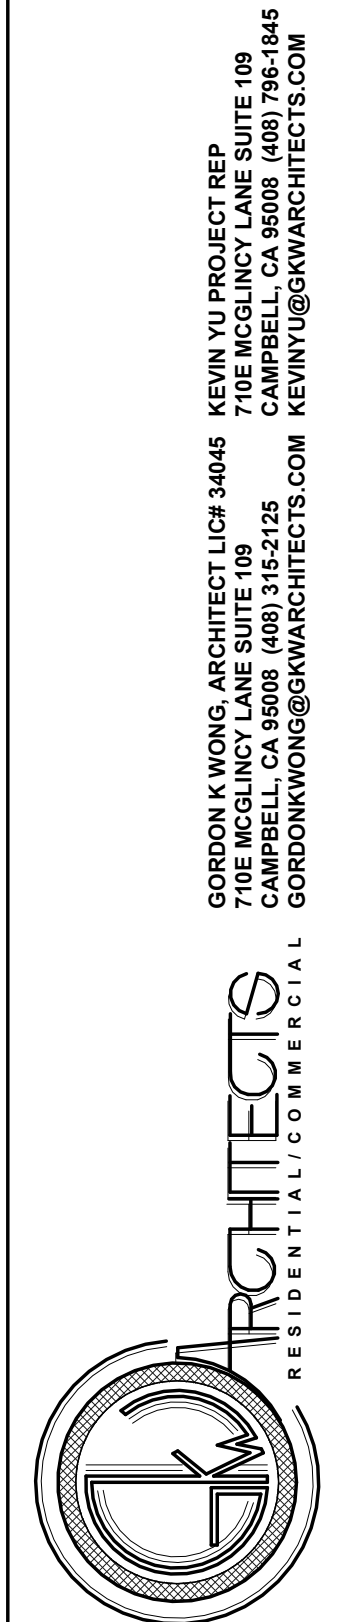 GKW
ARCHITECTS
RESIDENTIAL/COMMERCIAL
GORDON K WONG, ARCHITECT LIC# 34045
710E MCGLINCY LANE SUITE 109
CAMPBELL, CA 95008 (408) 315-2125
GORDONKWONG@GKWARCHITECTS.COM
KEVIN YU PROJECT REP
710E MCGLINCY LANE SUITE 109
CAMPBELL, CA 95008 (408) 796-1845
KEVINYU@GKWARCHITECTS.COM